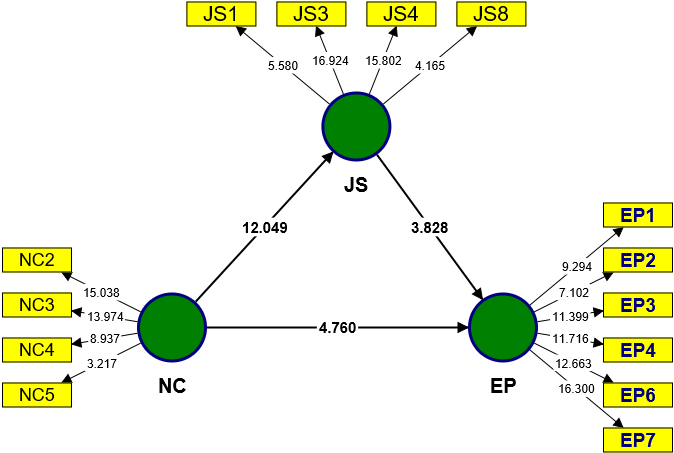 JS1 JS3 JS4 JS8
5.580 16.924 15.802 4.165
JS
12.049 3.828
NC2
NC3
NC4
NC5
15.038
13.974
8.937
3.217
NC
4.760
EP
9.294
7.102
11.399
11.716
12.663
16.300
EP1
EP2
EP3
EP4
EP6
EP7